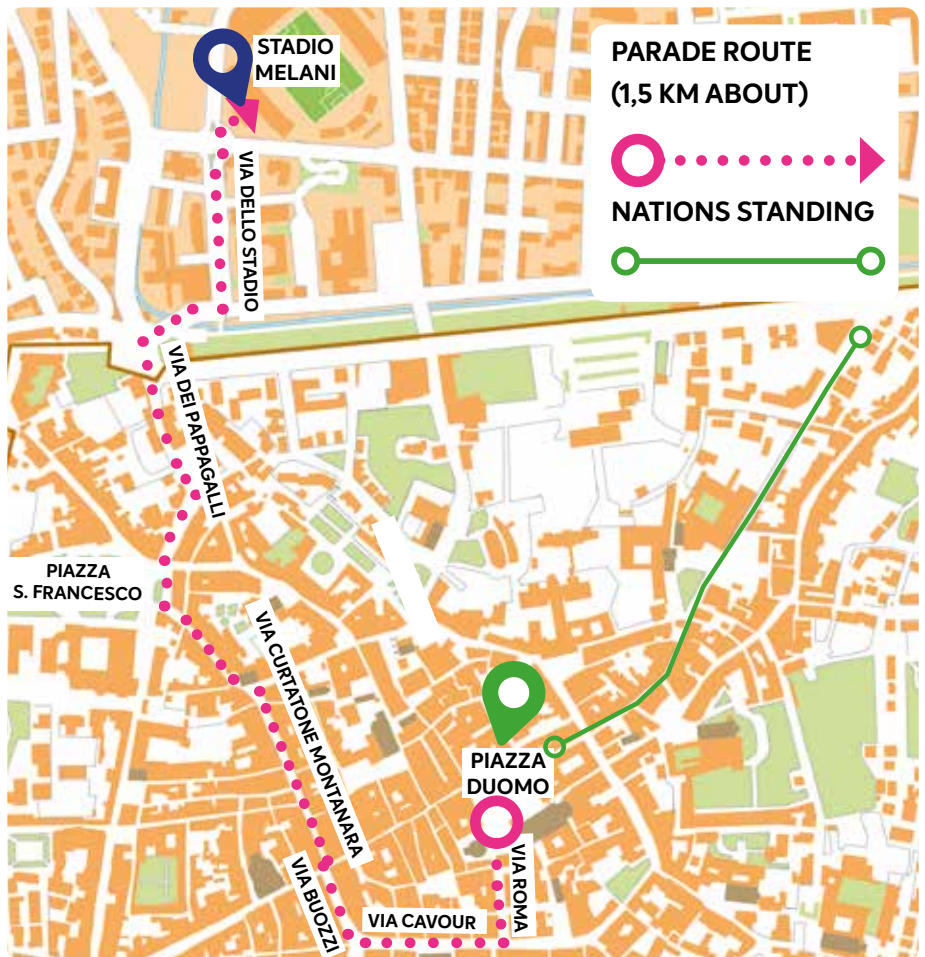 STADIO
MELANI
PARADE ROUTE
(1,5 KM ABOUT)
NATIONS STANDING
VIA DELLO STADIO
VIA DEI PAPPAGALLI
PIAZZA
S. FRANCESCO
VIA CURTATONE MONTANARA
PIAZZA
DUOMO
VIA ROMA
VIA BUOZZI
VIA CAVOUR